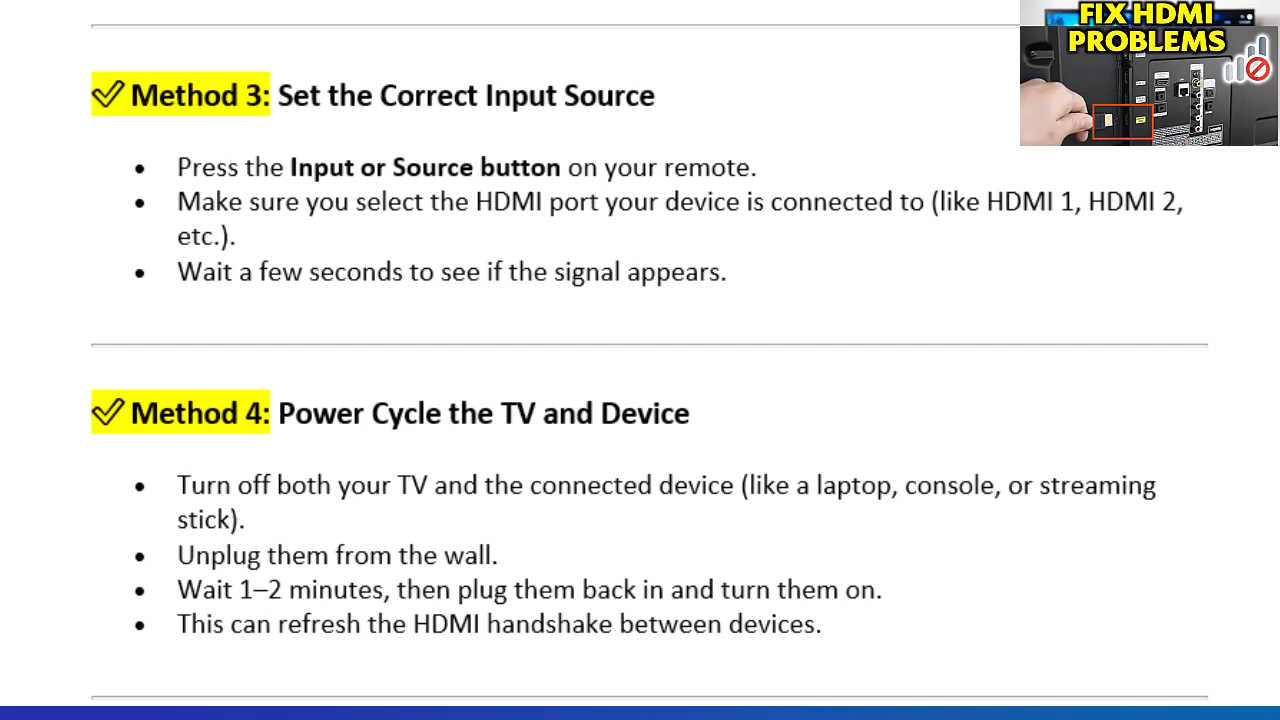 FIX HDMI
PROBLEMS
Method 3: Set the Correct Input Source
Press the Input or Source button on your remote.
Make sure you select the HDMI port your device is connected to (like HDMI 1, HDMI 2,
etc.).
Wait a few seconds to see if the signal appears.
Method 4: Power Cycle the TV and Device
Turn off both your TV and the connected device (like a laptop, console, or streaming
stick).
Unplug them from the wall.
Wait 1–2 minutes, then plug them back in and turn them on.
This can refresh the HDMI handshake between devices.